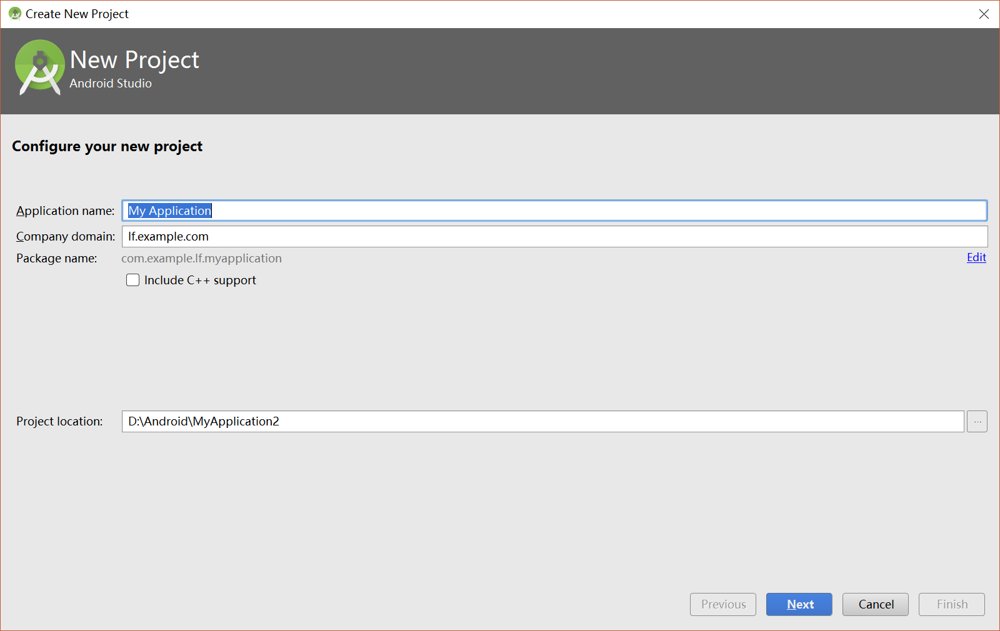 Create New Project
New Project
Android Studio
Configure your new project
Application name: My Application
Company domain: lf.example.com
Package name: com.example.lf.myapplication Edit
Include C++ support
Project location: D:\Android\MyApplication2 ...
Previous Next Cancel Finish